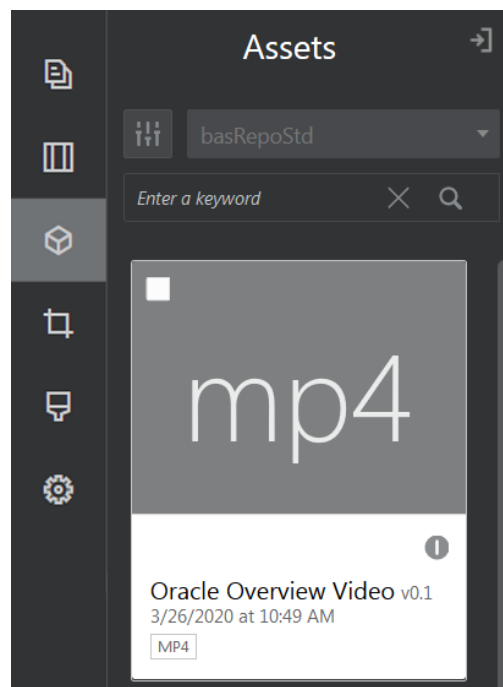 Assets
basRepoStd
Enter a keyword
mp4
Oracle Overview Video v0.1
3/26/2020 at 10:49 AM
MP4